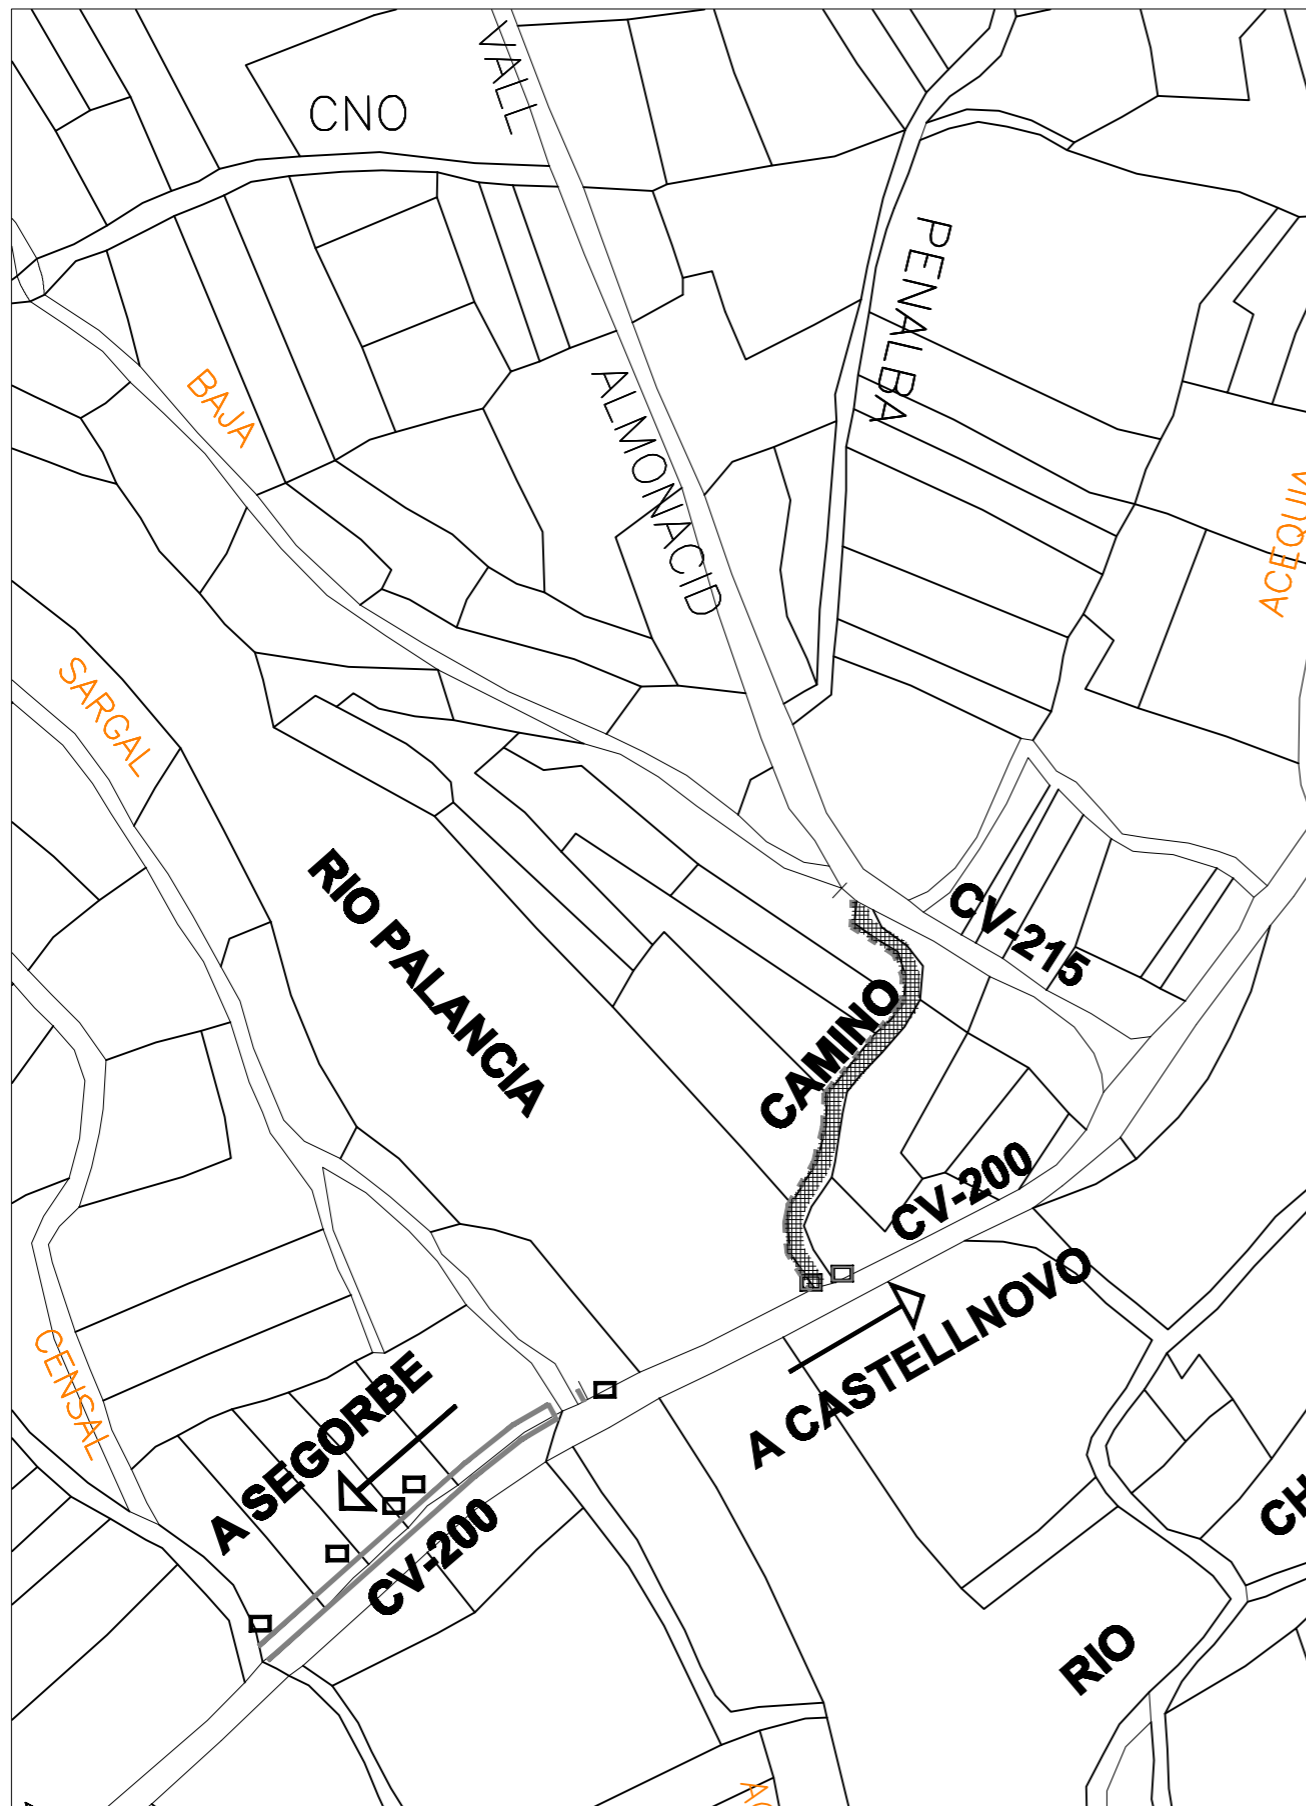 VALL
CNO
PENALBA
BAJA
ALMONACID
ACEQUIA
SARGAL
RIO PALANCIA
CV-215
CAMINO
CV-200
A CASTELLNOVO
CENSAL
A SEGORBE
CV-200
CH
RIO